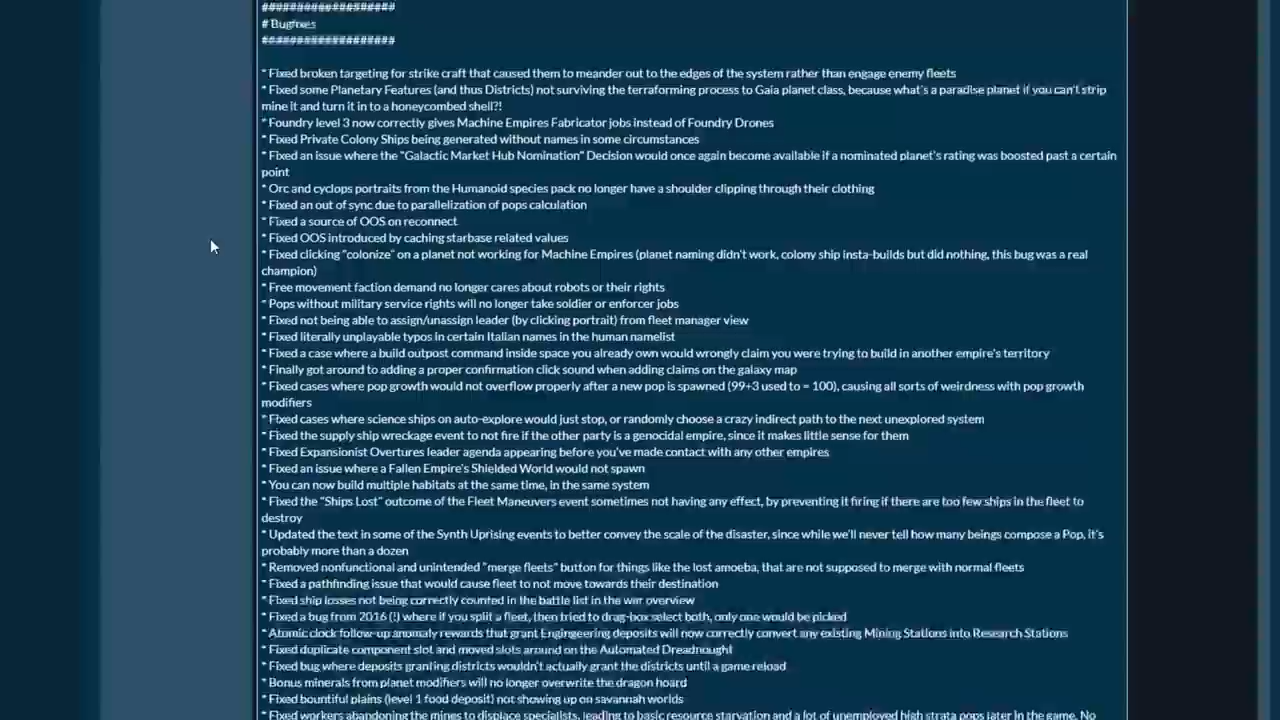 ###################
# Bugfixes
###################
* Fixed broken targeting for strike craft that caused them to meander out to the edges of the system rather than engage enemy fleets
* Fixed some Planetary Features (and thus Districts) not surviving the terraforming process to Gaia planet class, because what's a paradise planet if you can't strip
mine it and turn it in to a honeycombed shell?!
* Foundry level 3 now correctly gives Machine Empires Fabricator jobs instead of Foundry Drones
* Fixed Private Colony Ships being generated without names in some circumstances
* Fixed an issue where the "Galactic Market Hub Nomination" Decision would once again become available if a nominated planet's rating was boosted past a certain
point
* Orc and cyclops portraits from the Humanoid species pack no longer have a shoulder clipping through their clothing
* Fixed an out of sync due to parallelization of pops calculation
* Fixed a source of OOS on reconnect
* Fixed OOS introduced by caching starbase related values
* Fixed clicking "colonize" on a planet not working for Machine Empires (planet naming didn't work, colony ship insta-builds but did nothing, this bug was a real
champion)
* Free movement faction demand no longer cares about robots or their rights
* Pops without military service rights will no longer take soldier or enforcer jobs
* Fixed not being able to assign/unassign leader (by clicking portrait) from fleet manager view
* Fixed literally unplayable typos in certain Italian names in the human namelist
* Fixed a case where a build outpost command inside space you already own would wrongly claim you were trying to build in another empire's territory
* Finally got around to adding a proper confirmation click sound when adding claims on the galaxy map
* Fixed cases where pop growth would not overflow properly after a new pop is spawned (99+3 used to = 100), causing all sorts of weirdness with pop growth
modifiers
* Fixed cases where science ships on auto-explore would just stop, or randomly choose a crazy indirect path to the next unexplored system
* Fixed the supply ship wreckage event to not fire if the other party is a genocidal empire, since it makes little sense for them
* Fixed Expansionist Overtures leader agenda appearing before you've made contact with any other empires
* Fixed an issue where a Fallen Empire's Shielded World would not spawn
* You can now build multiple habitats at the same time, in the same system
* Fixed the "Ships Lost" outcome of the Fleet Maneuvers event sometimes not having any effect, by preventing it firing if there are too few ships in the fleet to
destroy
* Updated the text in some of the Synth Uprising events to better convey the scale of the disaster, since while we'll never tell how many beings compose a Pop, it's
probably more than a dozen
* Removed nonfunctional and unintended "merge fleets" button for things like the lost amoeba, that are not supposed to merge with normal fleets
* Fixed a pathfinding issue that would cause fleet to not move towards their destination
* Fixed ship losses not being correctly counted in the battle list in the war overview
* Fixed a bug from 2016 (!) where if you split a fleet, then tried to drag-box select both, only one would be picked
* Atomic clock follow-up anomaly rewards that grant Engingeering deposits will now correctly convert any existing Mining Stations into Research Stations
* Fixed duplicate component slot and moved slots around on the Automated Dreadnought
* Fixed bug where deposits granting districts wouldn't actually grant the districts until a game reload
* Bonus minerals from planet modifiers will no longer overwrite the dragon hoard
* Fixed bountiful plains (level 1 food deposit) not showing up on savannah worlds
* Fixed workers abandoning the mines to displace specialists, leading to basic resource starvation and a lot of unemployed high strata pops later in the game. No